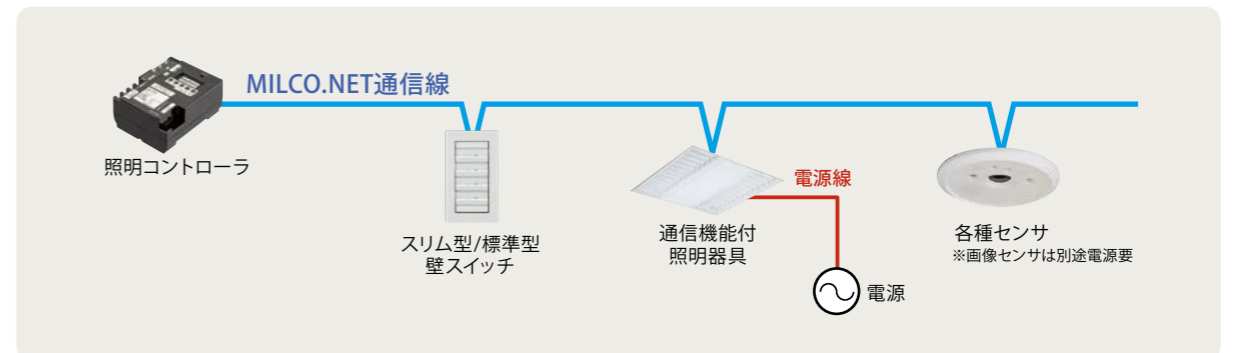 MILCO.NET通信線
照明コントローラ
スリム型/標準型
壁スイッチ
電源線
通信機能付
照明器具
電源
各種センサ
※画像センサは別途電源要